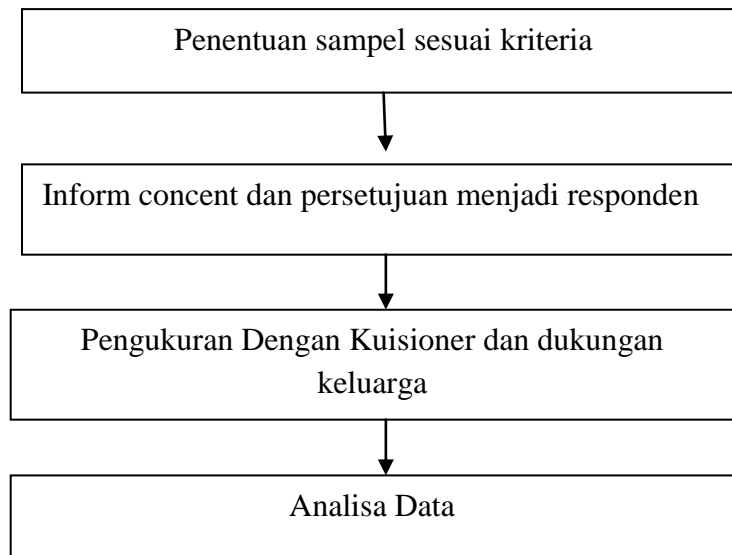 Penentuan sampel sesuai kriteria
Inform concent dan persetujuan menjadi responden
Pengukuran Dengan Kuisioner dan dukungan
keluarga
Analisa Data